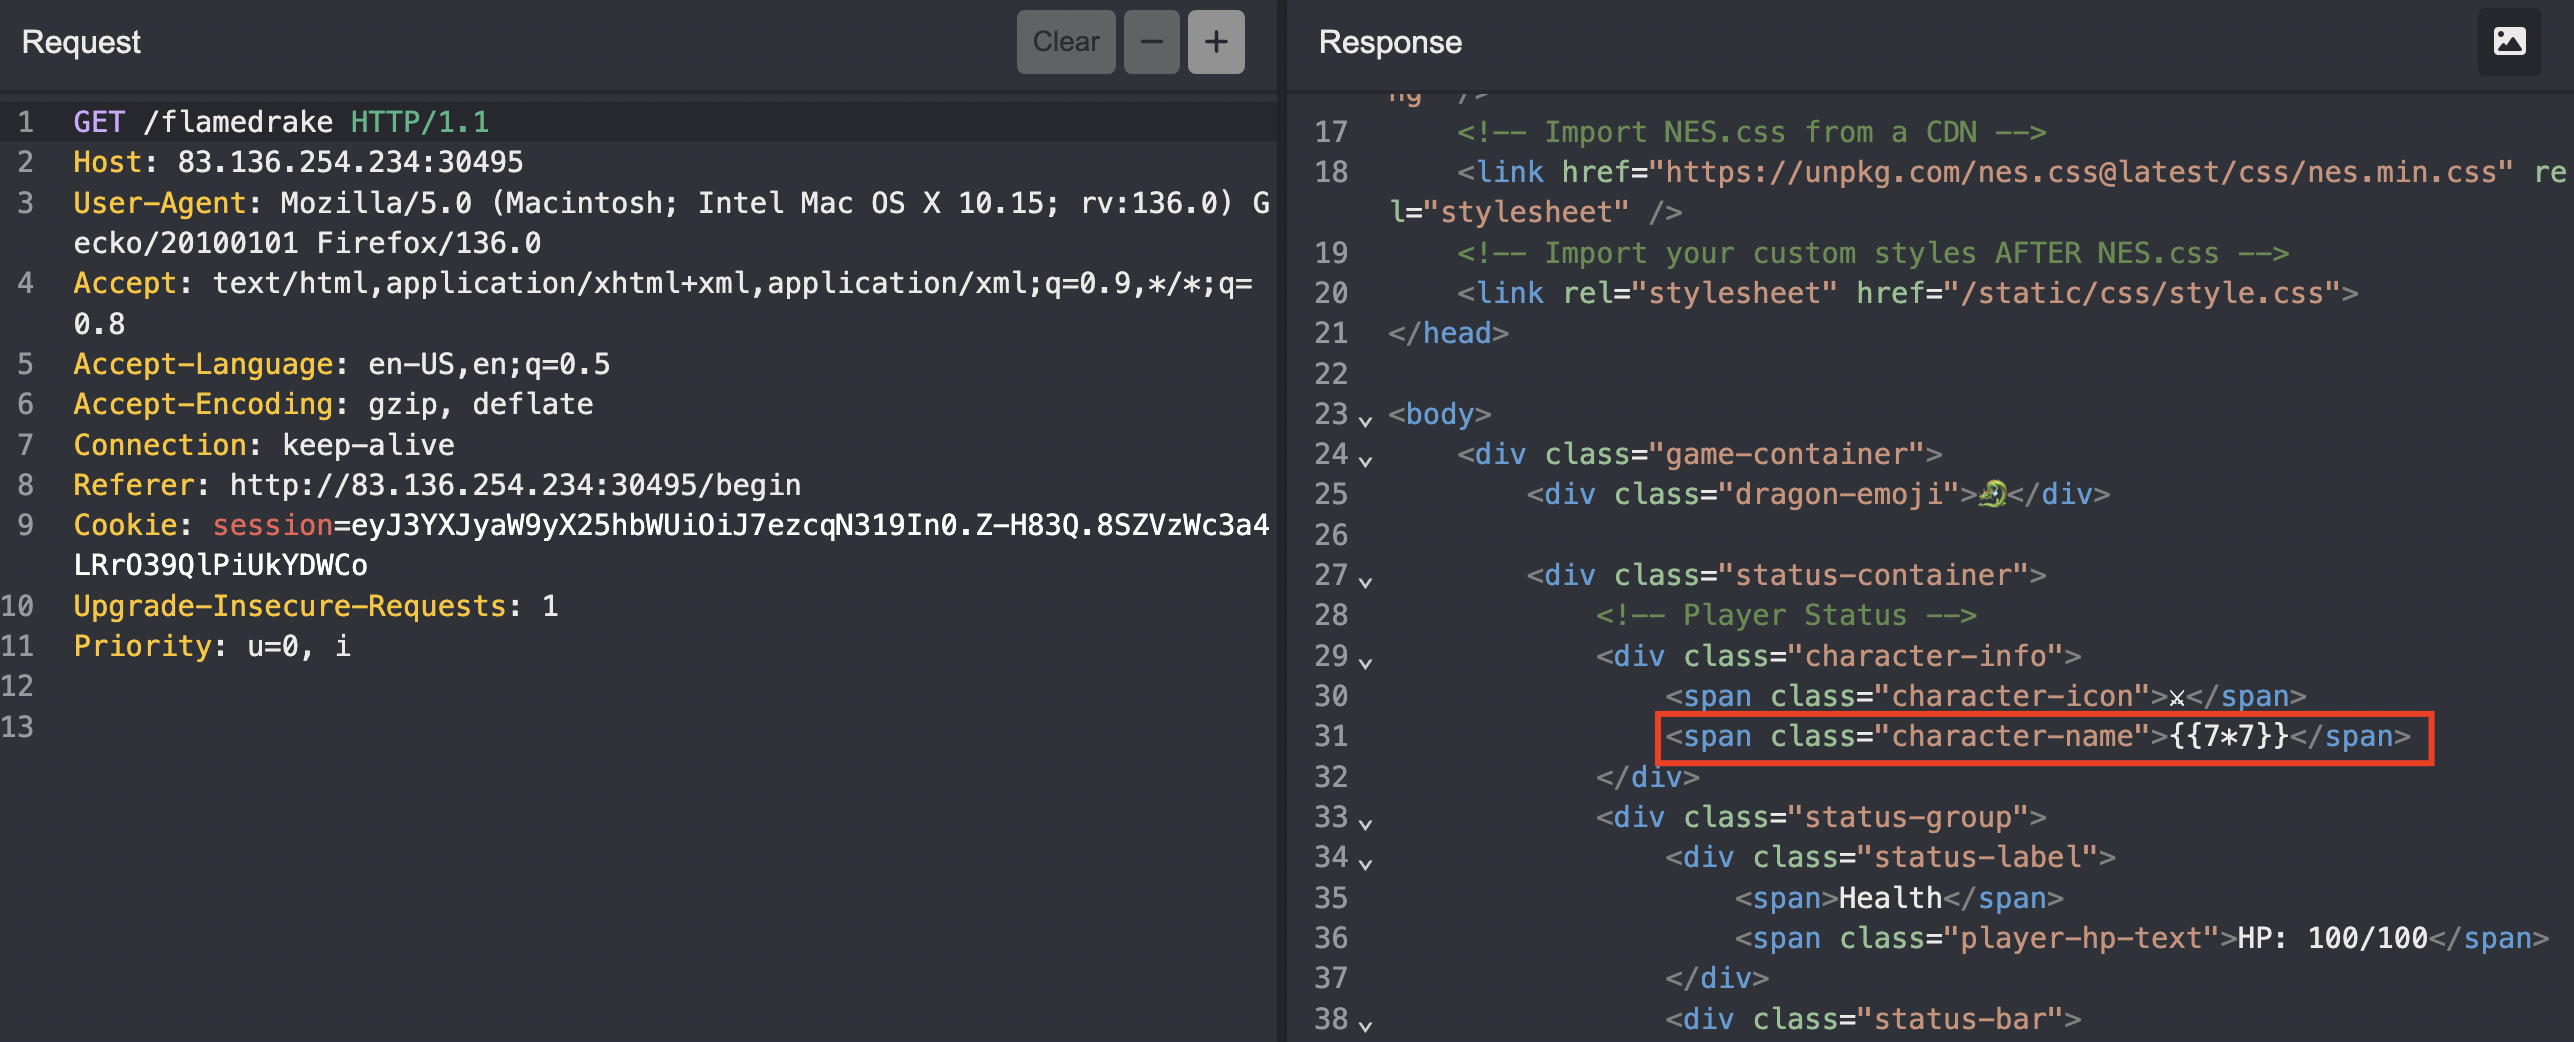 Request
Clear
−
+
1 GET /flamedrake HTTP/1.1
2 Host: 83.136.254.234:30495
3 User-Agent: Mozilla/5.0 (Macintosh; Intel Mac OS X 10.15; rv:136.0) G
ecko/20100101 Firefox/136.0
4 Accept: text/html,application/xhtml+xml,application/xml;q=0.9,*/*;q=
0.8
5 Accept-Language: en-US,en;q=0.5
6 Accept-Encoding: gzip, deflate
7 Connection: keep-alive
8 Referer: http://83.136.254.234:30495/begin
9 Cookie: session=eyJ3YXJyaW9yX25hbWUiOiJ7ezcqN319In0.Z-H83Q.8SZVzWc3a4
LRrO39QlPiUkYDWCo
10 Upgrade-Insecure-Requests: 1
11 Priority: u=0, i
12
13
Response
ng" />
17 <!-- Import NES.css from a CDN -->
18 <link href="https://unpkg.com/nes.css@latest/css/nes.min.css" re
l="stylesheet" />
19 <!-- Import your custom styles AFTER NES.css -->
20 <link rel="stylesheet" href="/static/css/style.css">
21 </head>
22
23 <body>
24 <div class="game-container">
25 <div class="dragon-emoji">🐉</div>
26
27 <div class="status-container">
28 <!-- Player Status -->
29 <div class="character-info">
30 <span class="character-icon">⚔</span>
31 <span class="character-name">{{7*7}}</span>
32 </div>
33 <div class="status-group">
34 <div class="status-label">
35 <span>Health</span>
36 <span class="player-hp-text">HP: 100/100</span>
37 </div>
38 <div class="status-bar">